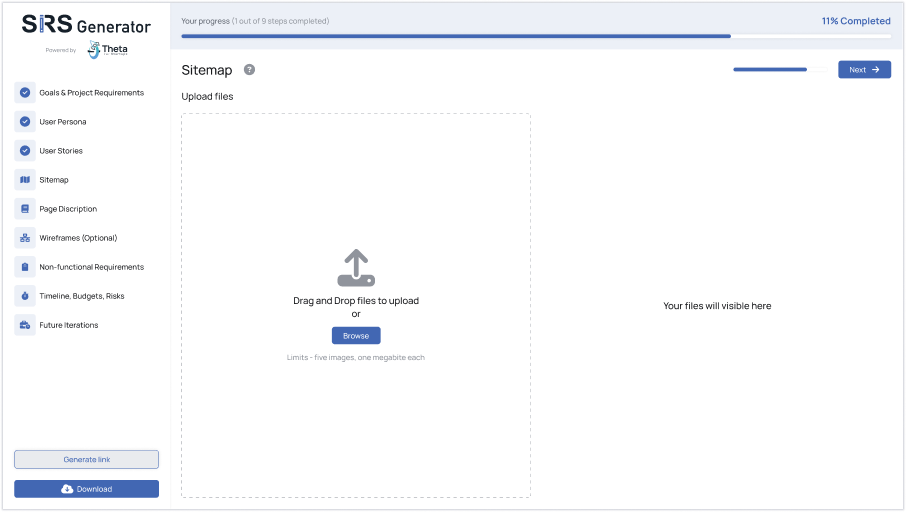 SRS Generator
Powered by Theta
Goals & Project Requirements
User Persona
User Stories
Sitemap
Page Discription
Wireframes (Optional)
Non-functional Requirements
Timeline, Budgets, Risks
Future Iterations
Generate link
Download
Your progress (1 out of 9 steps completed)
11% Completed
Sitemap ?
Next
Upload files
Drag and Drop files to upload
or
Browse
Limits - five images, one megabite each
Your files will visible here